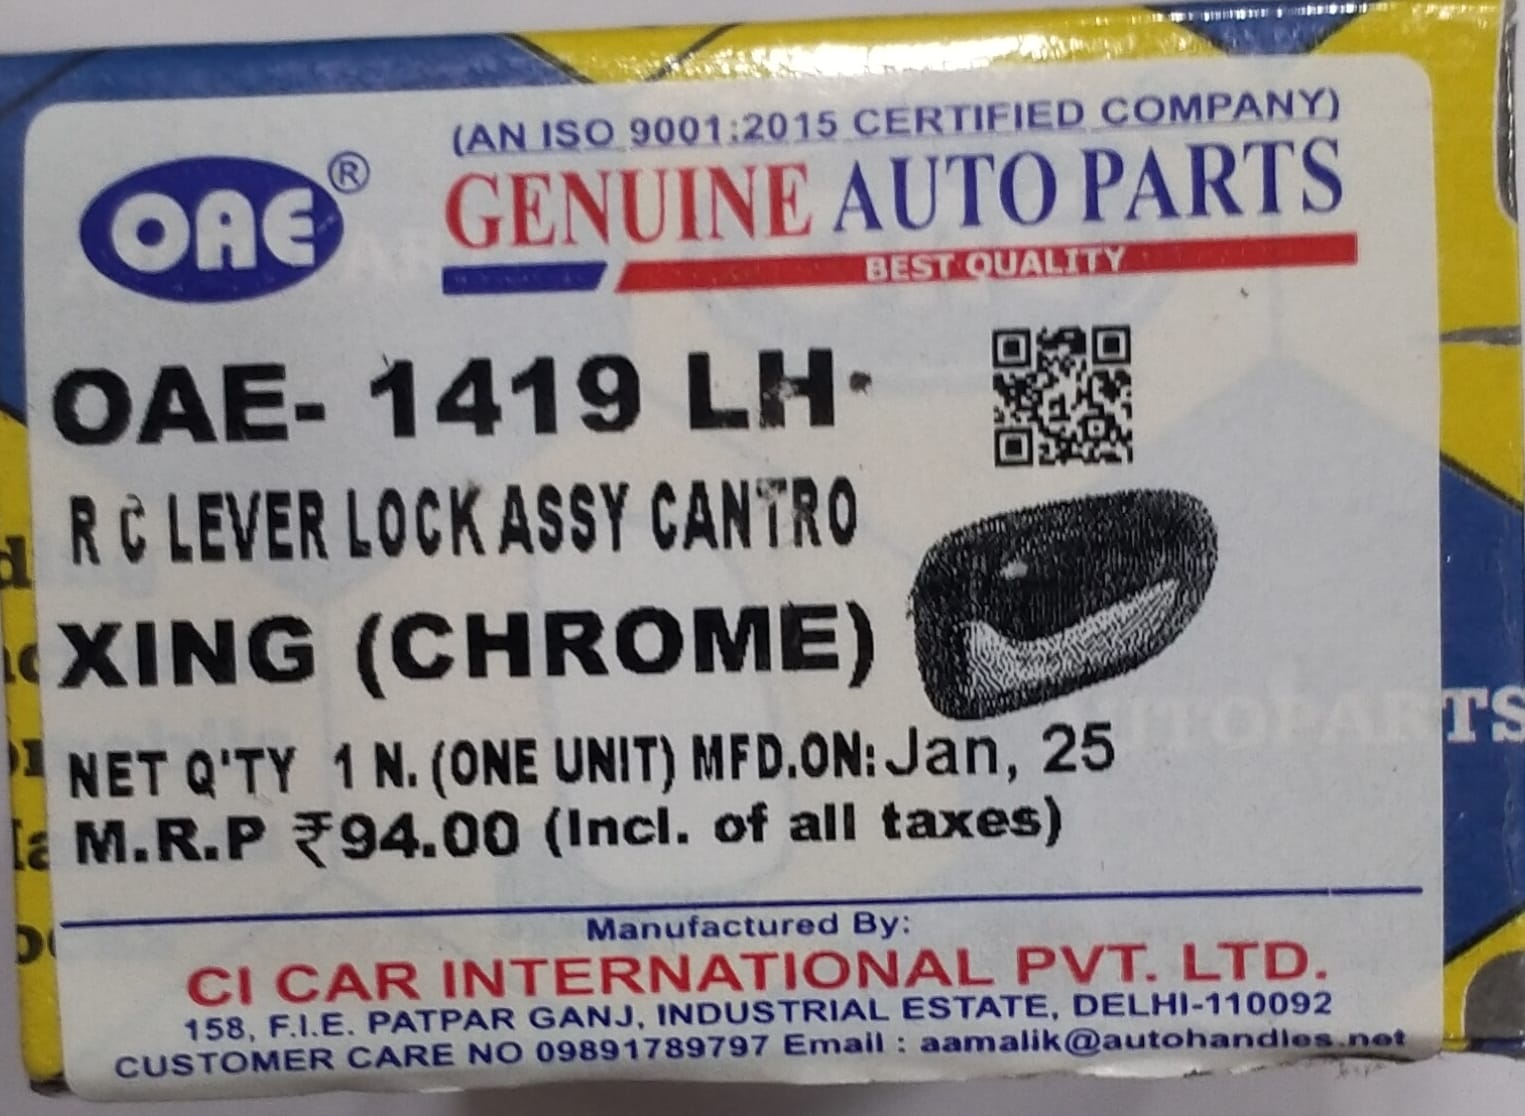 (AN ISO 9001:2015 CERTIFIED COMPANY)
OAE®
GENUINE AUTO PARTS
BEST QUALITY
OAE- 1419 LH
R C LEVER LOCK ASSY CANTRO
XING (CHROME)
NET Q'TY 1 N. (ONE UNIT) MFD.ON: Jan, 25
M.R.P ₹94.00 (Incl. of all taxes)
Manufactured By:
CI CAR INTERNATIONAL PVT. LTD.
158, F.I.E. PATPAR GANJ, INDUSTRIAL ESTATE, DELHI-110092
CUSTOMER CARE NO 09891789797 Email : aamalik@autohandles.net